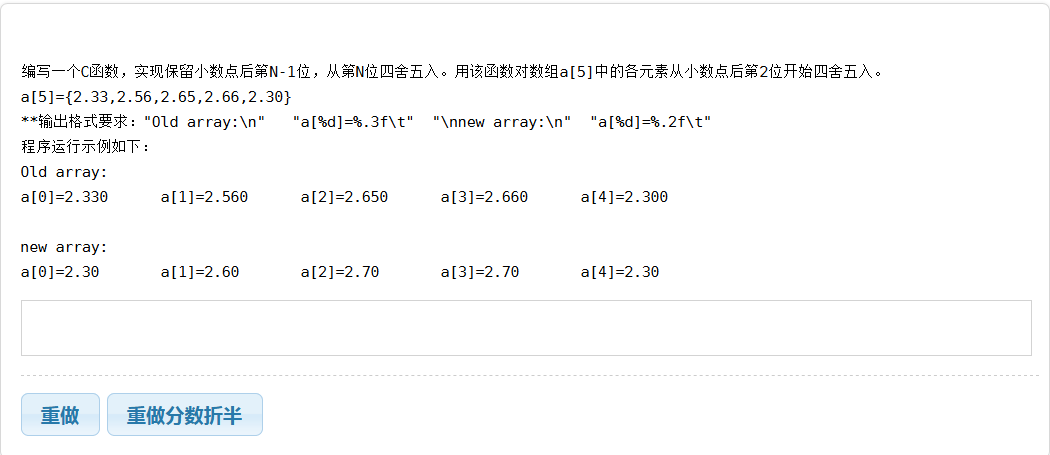 编写一个C函数，实现保留小数点后第N-1位，从第N位四舍五入。用该函数对数组a[5]中的各元素从小数点后第2位开始四舍五入。
a[5]={2.33,2.56,2.65,2.66,2.30}
**输出格式要求："Old array:\n"   "a[%d]=%.3f\t"  "\nnew array:\n"  "a[%d]=%.2f\t"
程序运行示例如下：
Old array:
a[0]=2.330      a[1]=2.560      a[2]=2.650      a[3]=2.660      a[4]=2.300
new array:
a[0]=2.30       a[1]=2.60       a[2]=2.70       a[3]=2.70       a[4]=2.30
重做 重做分数折半